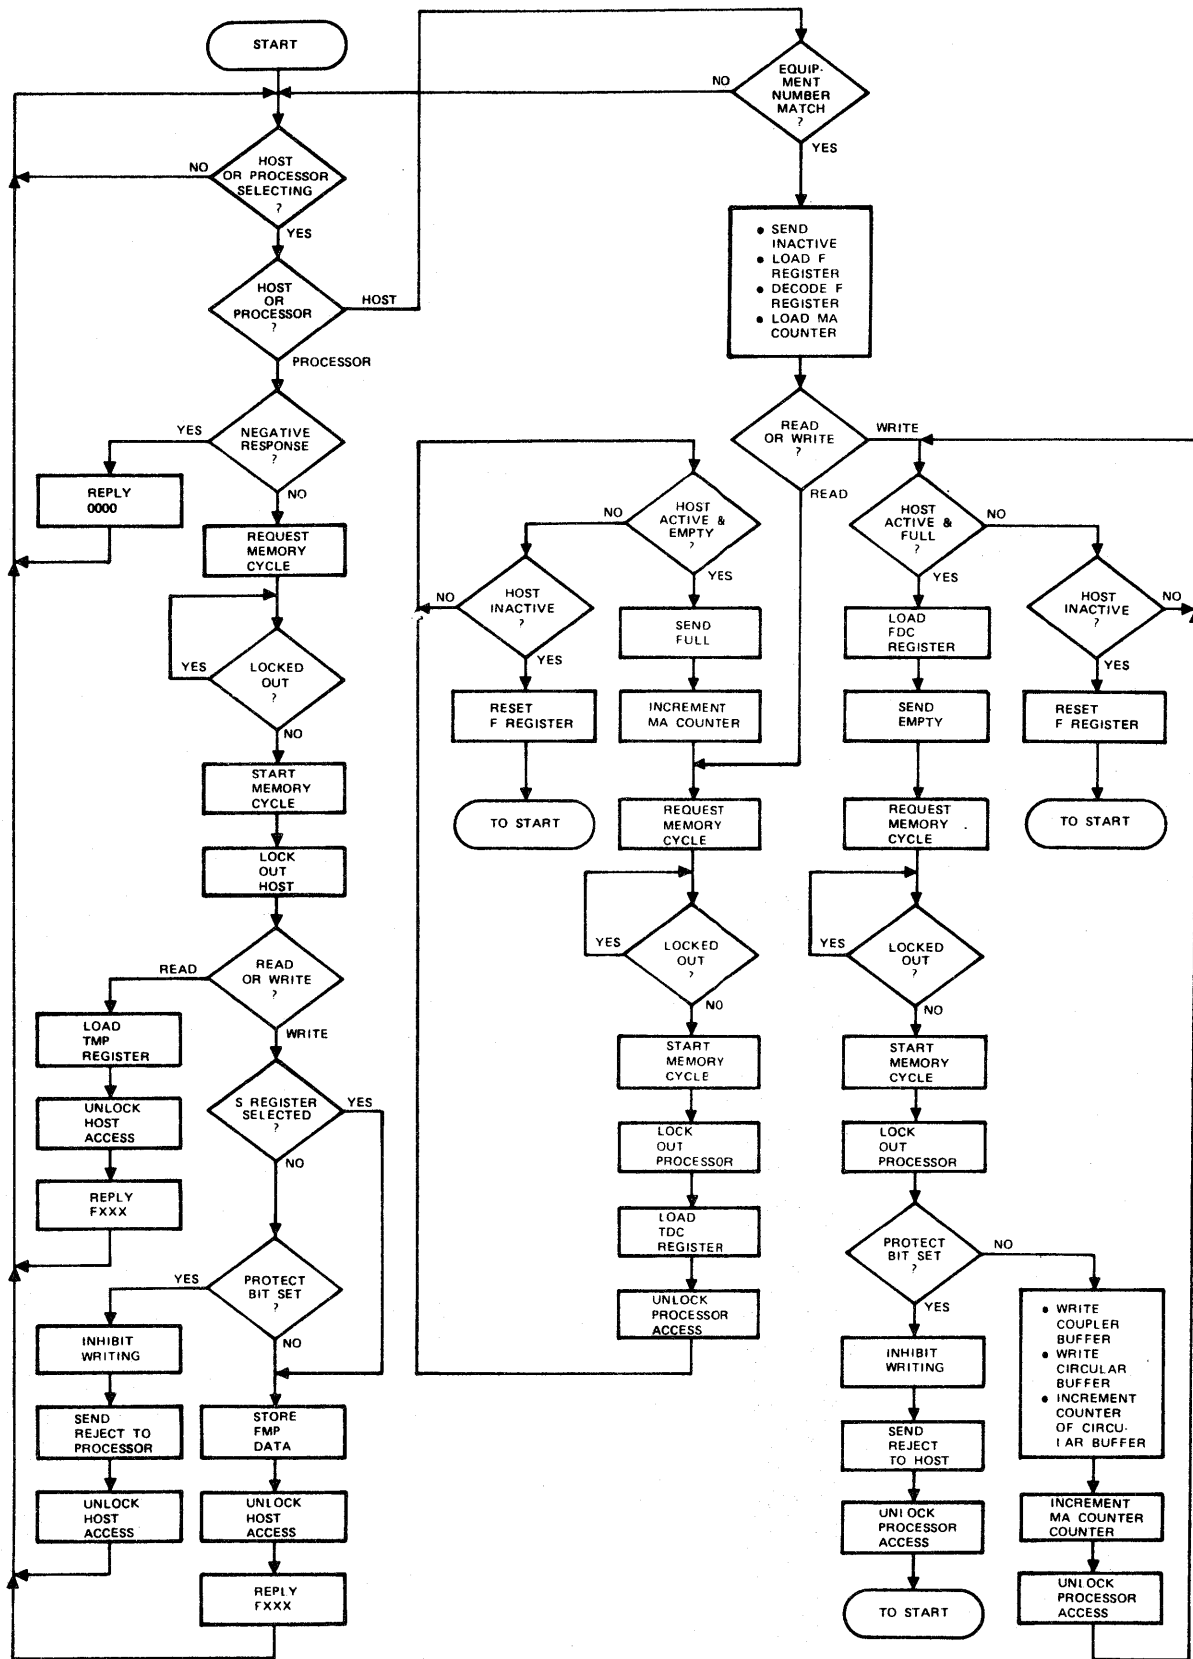 START
NO
EQUIP-
MENT
NUMBER
MATCH
?
YES
NO
HOST
OR PROCESSOR
SELECTING
?
YES
● SEND
INACTIVE
● LOAD F
REGISTER
● DECODE F
REGISTER
● LOAD MA
COUNTER
HOST
OR
PROCESSOR
?
HOST
PROCESSOR
YES
NEGATIVE
RESPONSE
?
NO
REPLY
0000
REQUEST
MEMORY
CYCLE
YES
LOCKED
OUT
?
NO
START
MEMORY
CYCLE
LOCK
OUT
HOST
READ
READ
OR WRITE
?
WRITE
LOAD
TMP
REGISTER
UNLOCK
HOST
ACCESS
REPLY
FXXX
S REGISTER
SELECTED
?
YES
NO
YES
PROTECT
BIT SET
?
NO
INHIBIT
WRITING
SEND
REJECT TO
PROCESSOR
UNLOCK
HOST
ACCESS
STORE
FMP
DATA
UNLOCK
HOST
ACCESS
REPLY
FXXX
READ
OR WRITE
?
WRITE
READ
NO
HOST
ACTIVE &
EMPTY
?
YES
NO
HOST
INACTIVE
?
YES
RESET
F REGISTER
TO START
SEND
FULL
INCREMENT
MA COUNTER
REQUEST
MEMORY
CYCLE
YES
LOCKED
OUT
?
NO
START
MEMORY
CYCLE
LOCK
OUT
PROCESSOR
LOAD
TDC
REGISTER
UNLOCK
PROCESSOR
ACCESS
HOST
ACTIVE &
FULL
?
NO
YES
HOST
INACTIVE
?
NO
YES
RESET
F REGISTER
TO START
LOAD
FDC
REGISTER
SEND
EMPTY
REQUEST
MEMORY
CYCLE
YES
LOCKED
OUT
?
NO
START
MEMORY
CYCLE
LOCK
OUT
PROCESSOR
PROTECT
BIT SET
?
NO
YES
INHIBIT
WRITING
SEND
REJECT
TO HOST
UNLOCK
PROCESSOR
ACCESS
TO START
● WRITE
COUPLER
BUFFER
● WRITE
CIRCULAR
BUFFER
● INCREMENT
COUNTER
OF CIRCU-
LAR BUFFER
INCREMENT
MA COUNTER
COUNTER
UNLOCK
PROCESSOR
ACCESS